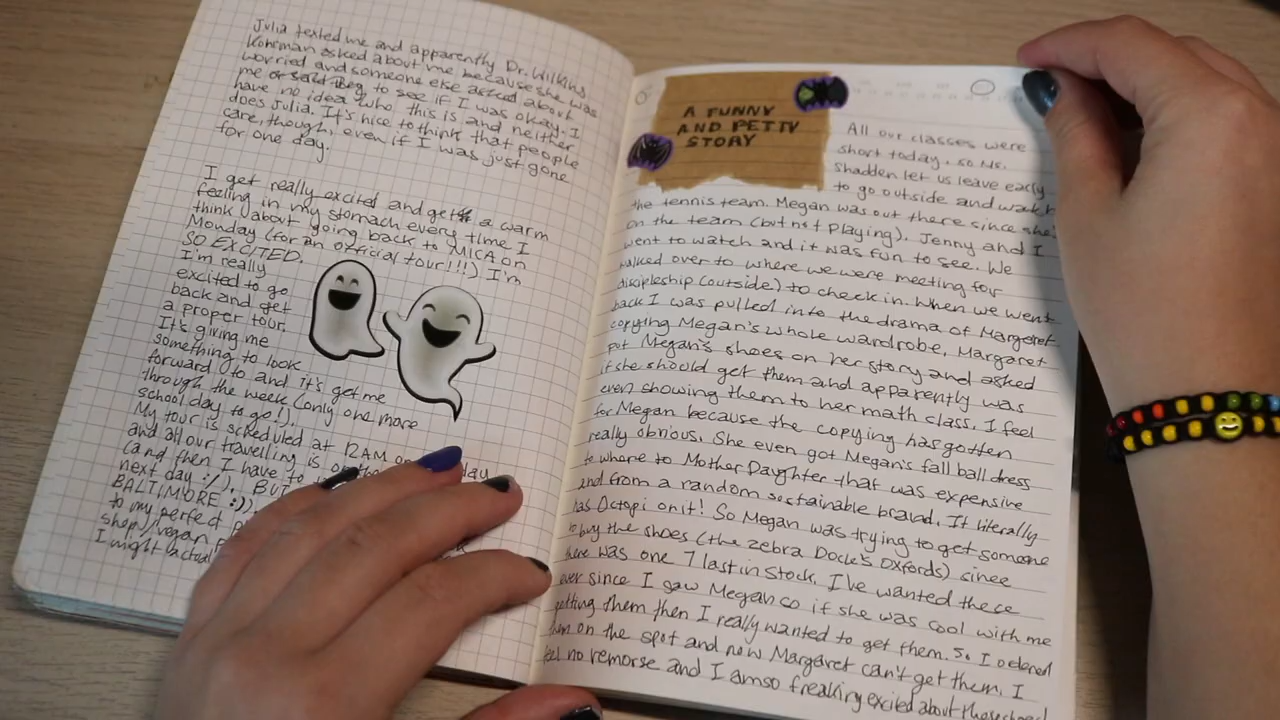 Julia texted me and apparently Dr. Wilkins
Kohrman asked about me because she was
worried and someone else asked about
me or said they to see if I was okay. I
have no idea who this is and neither
does Julia. It's nice to think that people
care, though, even if I was just gone
for one day.
I get really excited and get a warm
feeling in my stomach every time I
think about going back to MICA on
Monday (for an official tour!!!) I'm
SO EXCITED.
I'm really
excited to go
back and get
a proper tour.
It's giving me
something to look
forward to and it's get me
through the week (only one more
school day to go!).
My tour is scheduled at 12AM on day
and all our travelling is
(and then I have to
next day :/). BUT
BALTIMORE :)).
to my perfect
shop)/vegan
I might
A FUNNY
AND PETTY
STORY
All our classes were
short today, so Ms.
Shadden let us leave early
to go outside and watch
the tennis team. Megan was out there since she's
on the team (but not playing). Jenny and I
went to watch and it was fun to see. We
walked over to where we were meeting for
discipleship (outside) to check in. When we went
back I was pulled into the drama of Margaret
copying Megan's whole wardrobe. Margaret
put Megan's shoes on her story and asked
if she should get them and apparently was
even showing them to her math class. I feel
for Megan because the copying has gotten
really obvious. She even got Megan's fall ball dress
to where to Mother Daughter that was expensive
and from a random sustainable brand. It literally
has Octopi on it! So Megan was trying to get someone
to buy the shoes (the zebra Dock's Oxfords) since
there was one 7 last in stock. I've wanted these
ever since I saw Megan so if she was cool with me
getting them then I really wanted to get them. So I ordered
them on the spot and now Margaret can't get them. I
feel no remorse and I am so freaking excited about these shoes!